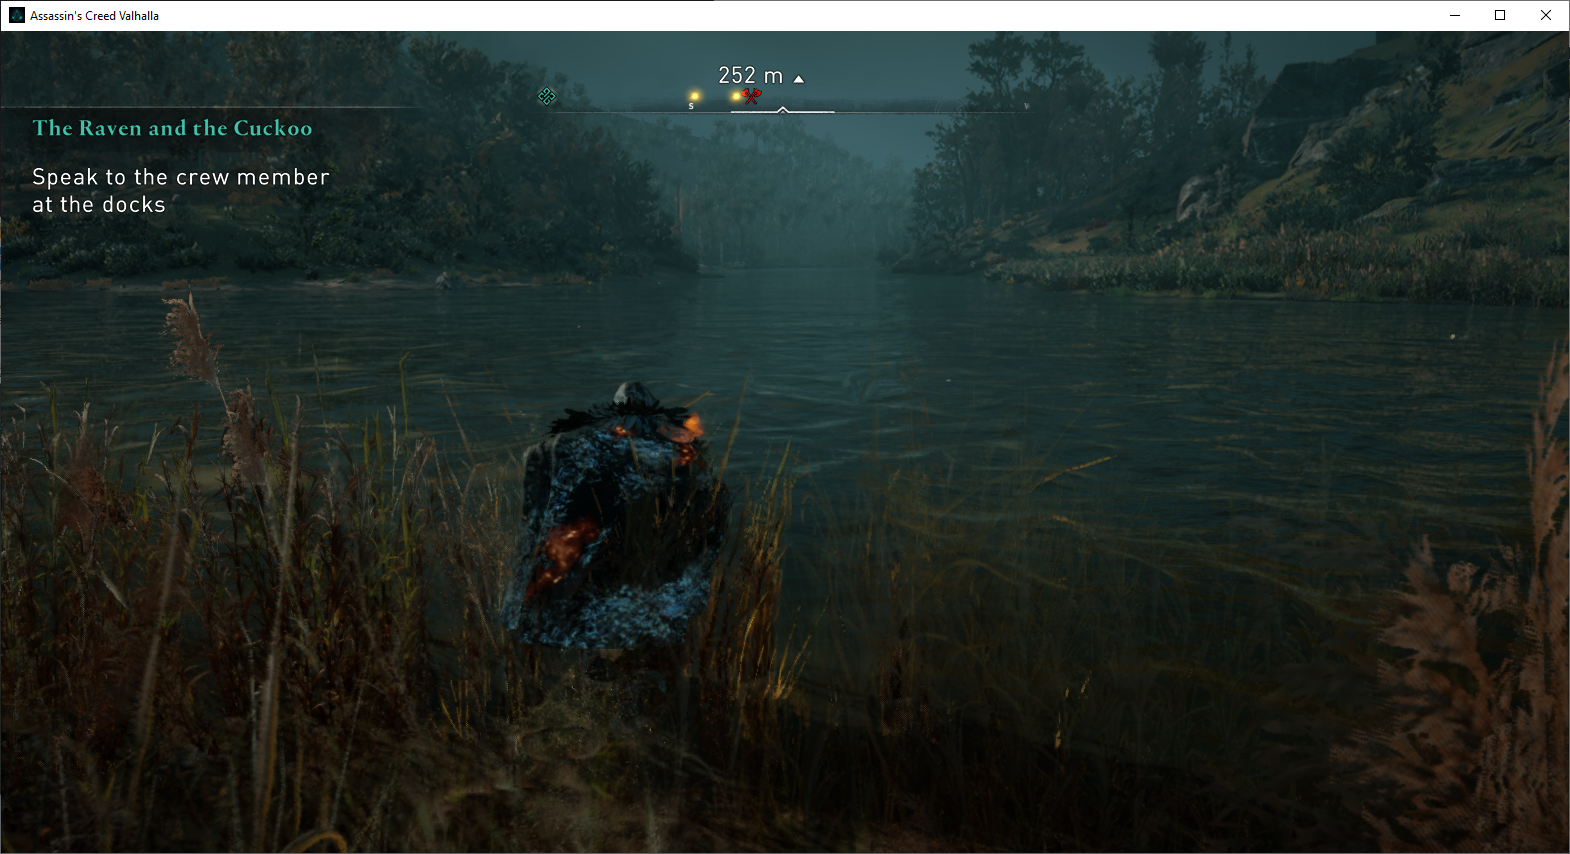 Assassin's Creed Valhalla
252 m
S
The Raven and the Cuckoo
Speak to the crew member
at the docks